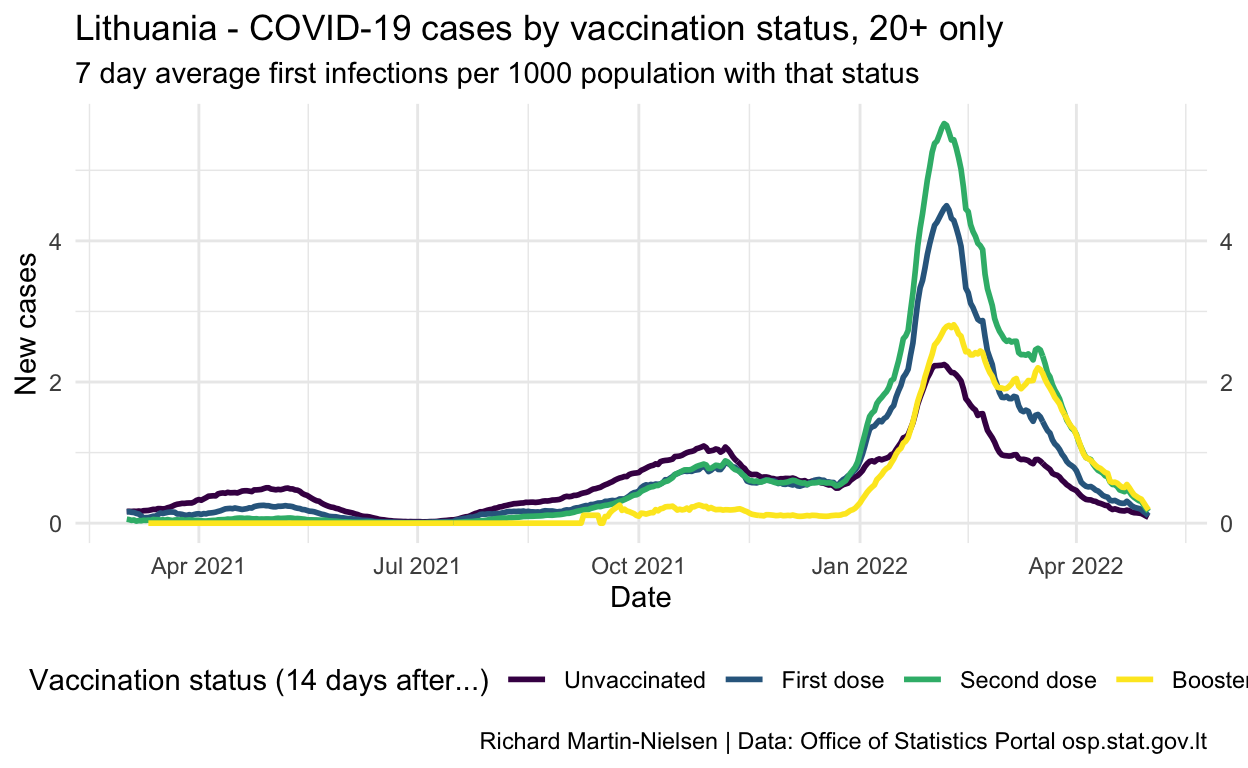 Lithuania - COVID-19 cases by vaccination status, 20+ only
7 day average first infections per 1000 population with that status
New cases
4
4
2
2
0
0
Apr 2021
Jul 2021
Oct 2021
Jan 2022
Apr 2022
Date
Vaccination status (14 days after...) Unvaccinated First dose Second dose Booster
Richard Martin-Nielsen | Data: Office of Statistics Portal osp.stat.gov.lt